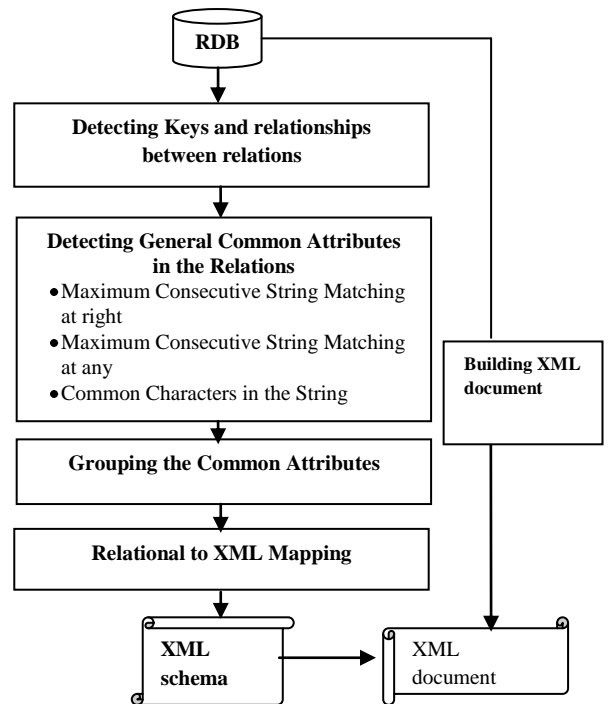 RDB
Detecting Keys and relationships
between relations
Detecting General Common Attributes
in the Relations
•Maximum Consecutive String Matching
at right
•Maximum Consecutive String Matching
at any
•Common Characters in the String
Building XML
document
Grouping the Common Attributes
Relational to XML Mapping
XML
schema
XML
document